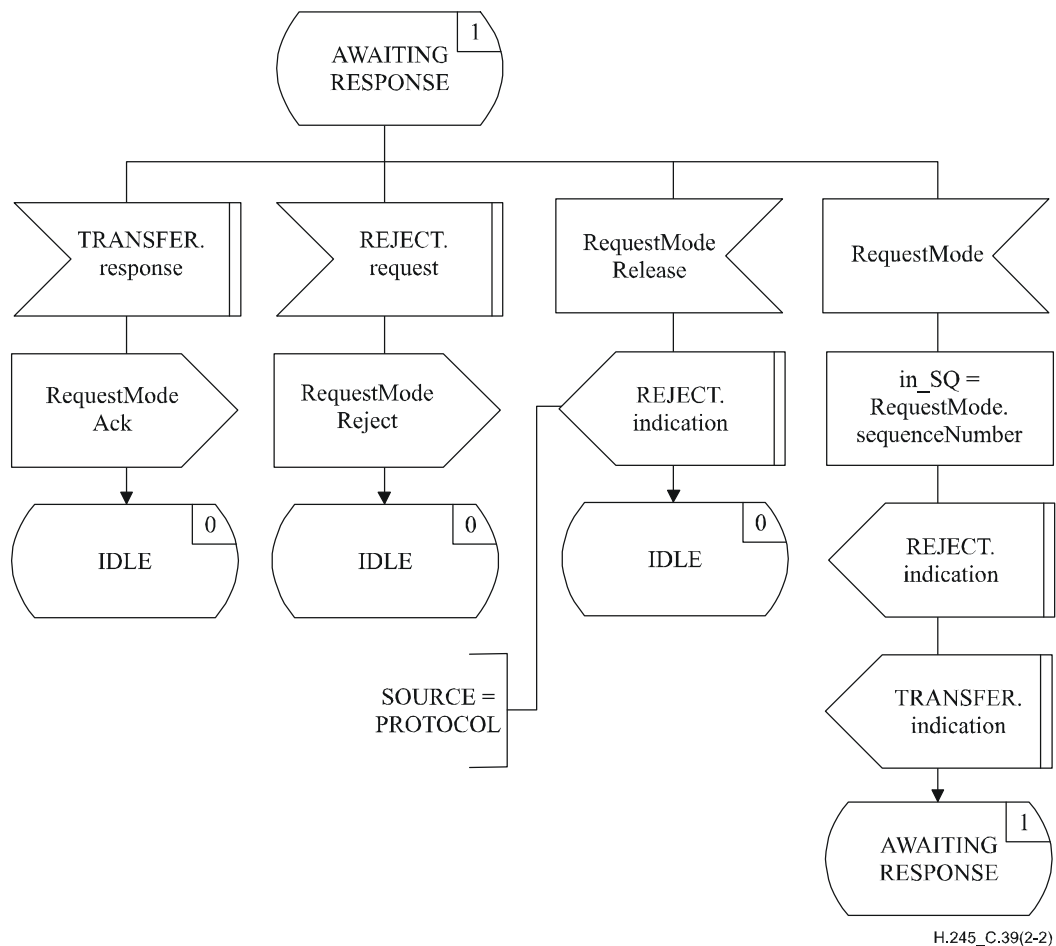 1
AWAITING
RESPONSE
TRANSFER.
response
REJECT.
request
RequestMode
Release
RequestMode
RequestMode
Ack
RequestMode
Reject
REJECT.
indication
in_SQ =
RequestMode.
sequenceNumber
0
IDLE
0
IDLE
0
IDLE
REJECT.
indication
SOURCE =
PROTOCOL
TRANSFER.
indication
1
AWAITING
RESPONSE
H.245_C.39(2-2)